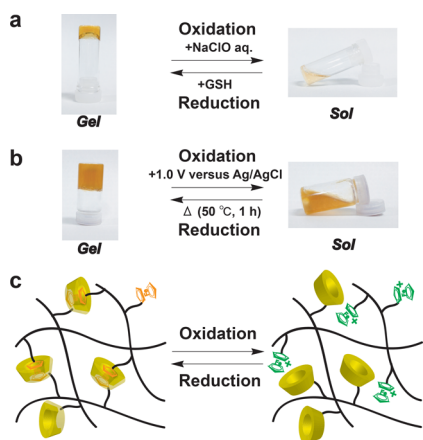 a
Oxidation
+NaClO aq.
+GSH
Reduction
Gel
Sol
b
Oxidation
+1.0 V versus Ag/AgCl
Δ (50 ℃, 1 h)
Reduction
Gel
Sol
c
Oxidation
Reduction
+
+
+
+